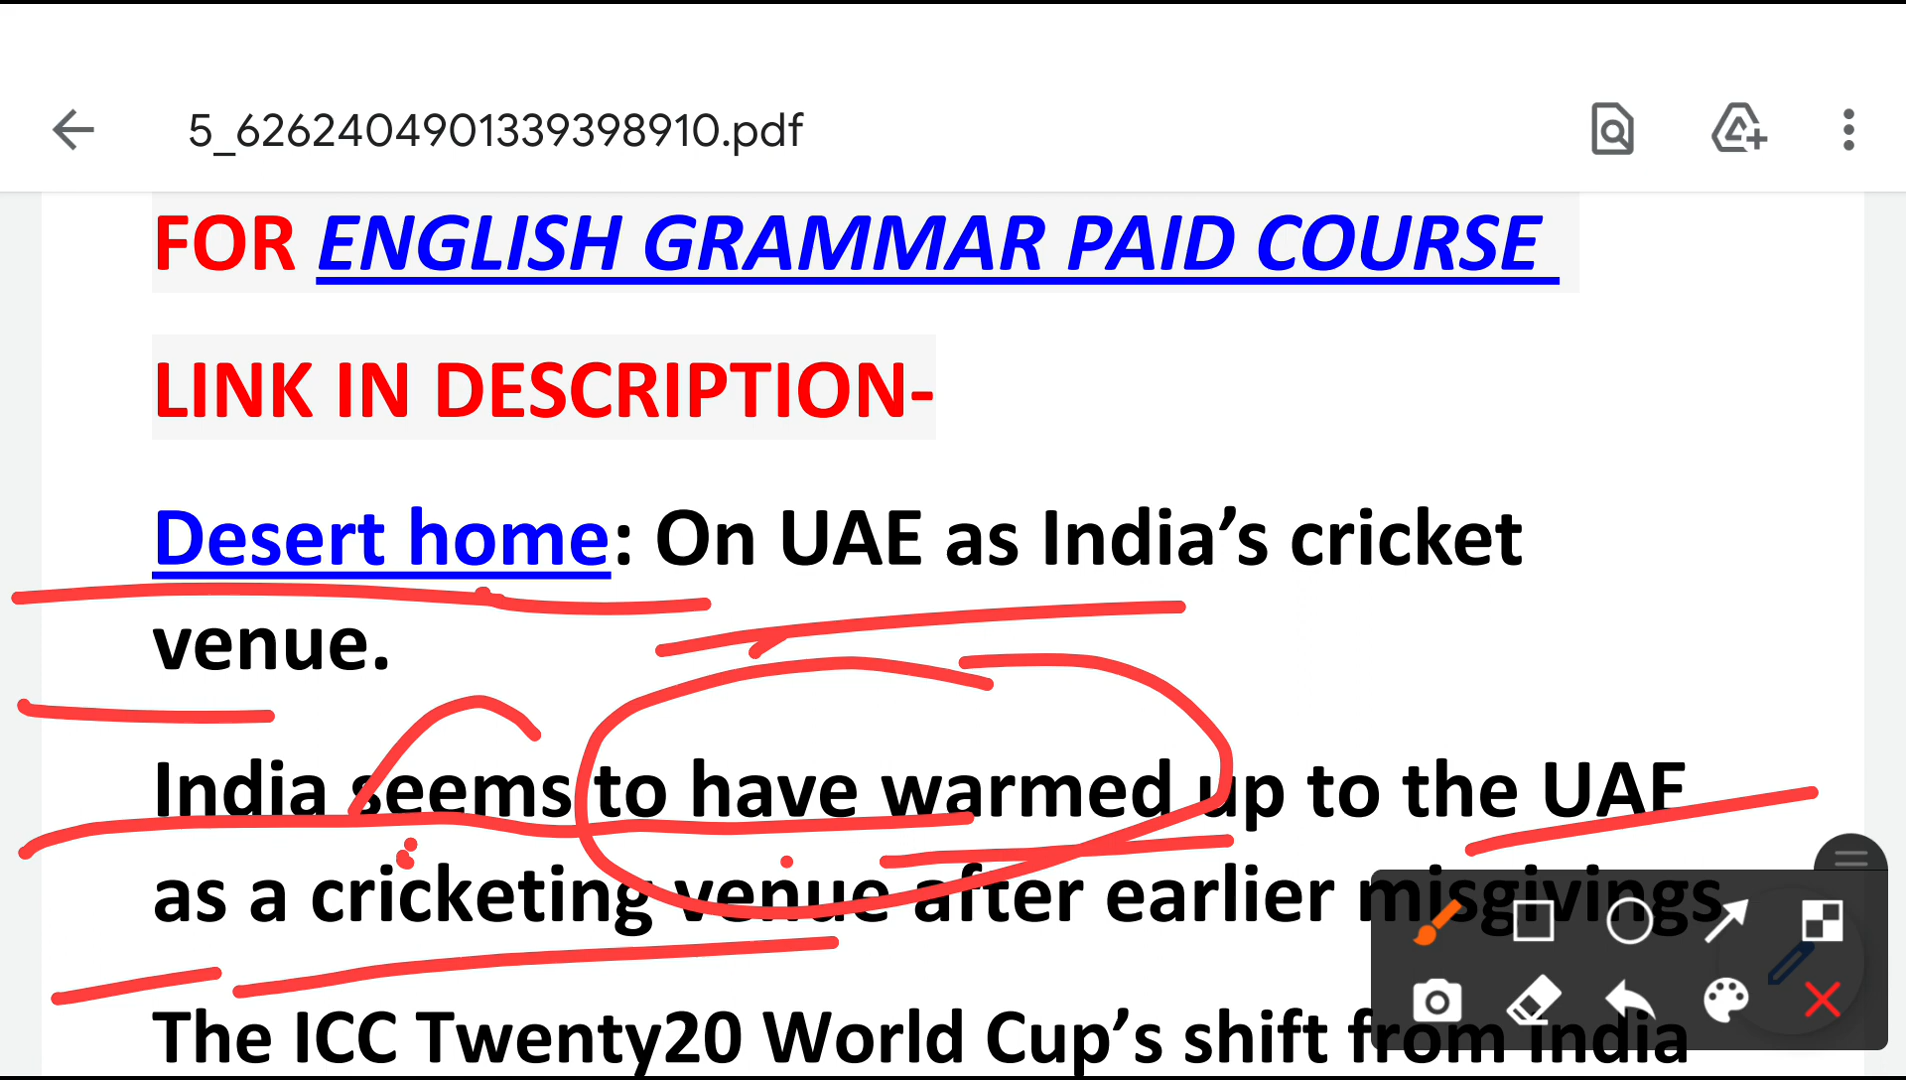 5_6262404901339398910.pdf
FOR ENGLISH GRAMMAR PAID COURSE
LINK IN DESCRIPTION-
Desert home: On UAE as India’s cricket
venue.
India seems to have warmed up to the UAE
as a cricketing venue after earlier misgivings
The ICC Twenty20 World Cup’s shift from India